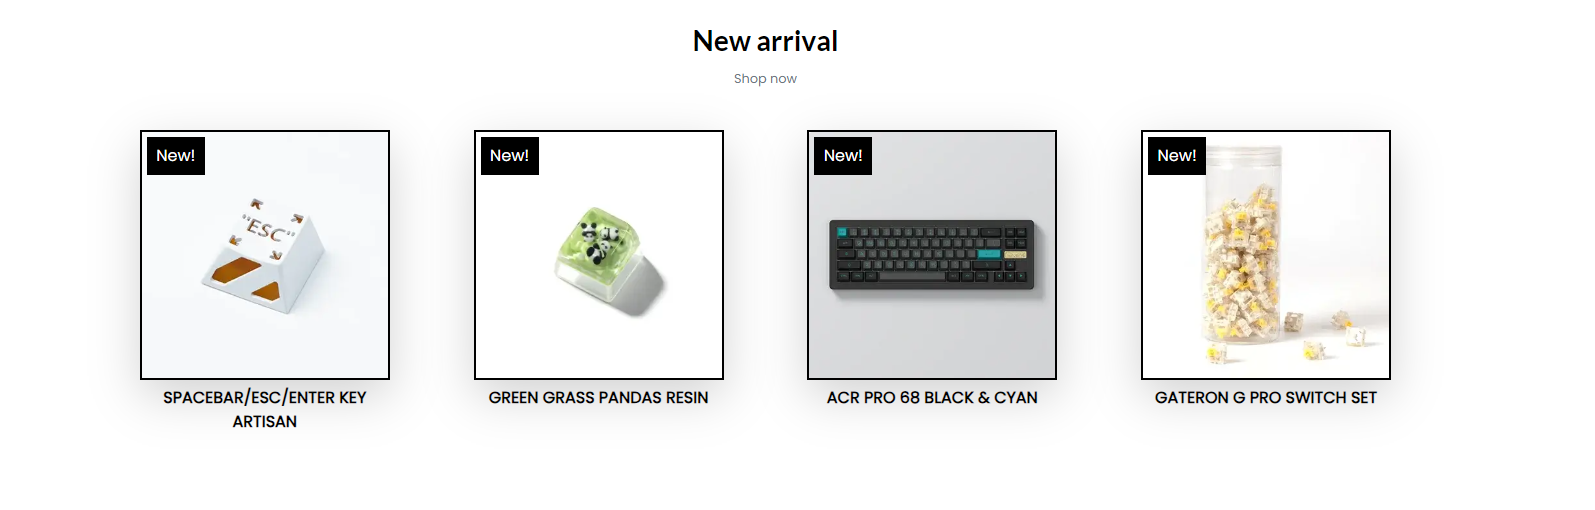 New arrival
Shop now
New!
New!
New!
New!
"ESC"
SPACEBAR/ESC/ENTER KEY
ARTISAN
GREEN GRASS PANDAS RESIN
ACR PRO 68 BLACK & CYAN
GATERON G PRO SWITCH SET